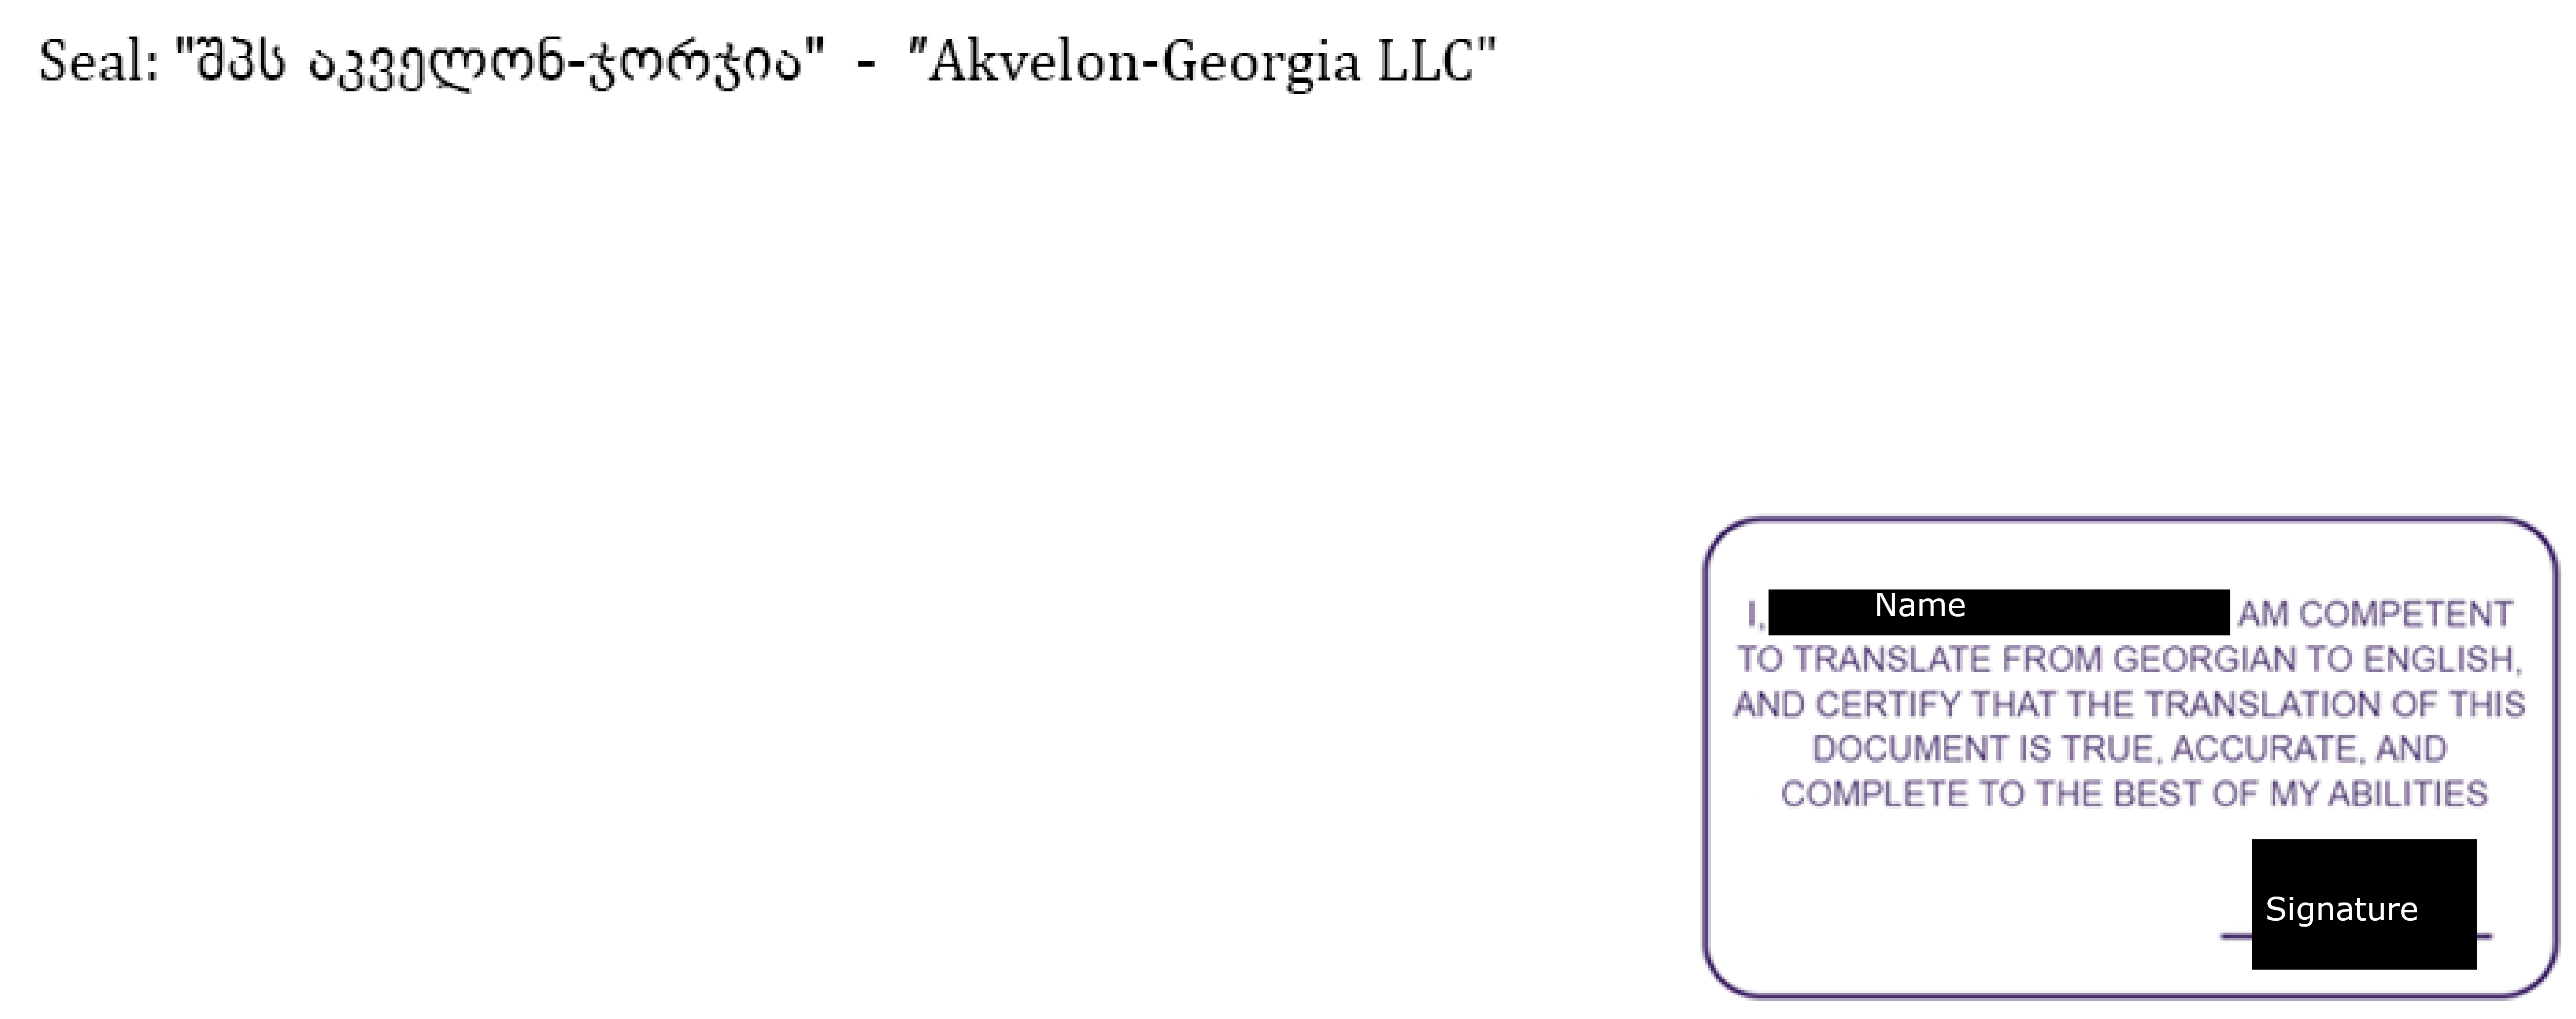 Seal: "შპს აკველონ-ჯორჯია" - "Akvelon-Georgia LLC"
I, Name AM COMPETENT
TO TRANSLATE FROM GEORGIAN TO ENGLISH,
AND CERTIFY THAT THE TRANSLATION OF THIS
DOCUMENT IS TRUE, ACCURATE, AND
COMPLETE TO THE BEST OF MY ABILITIES
Signature